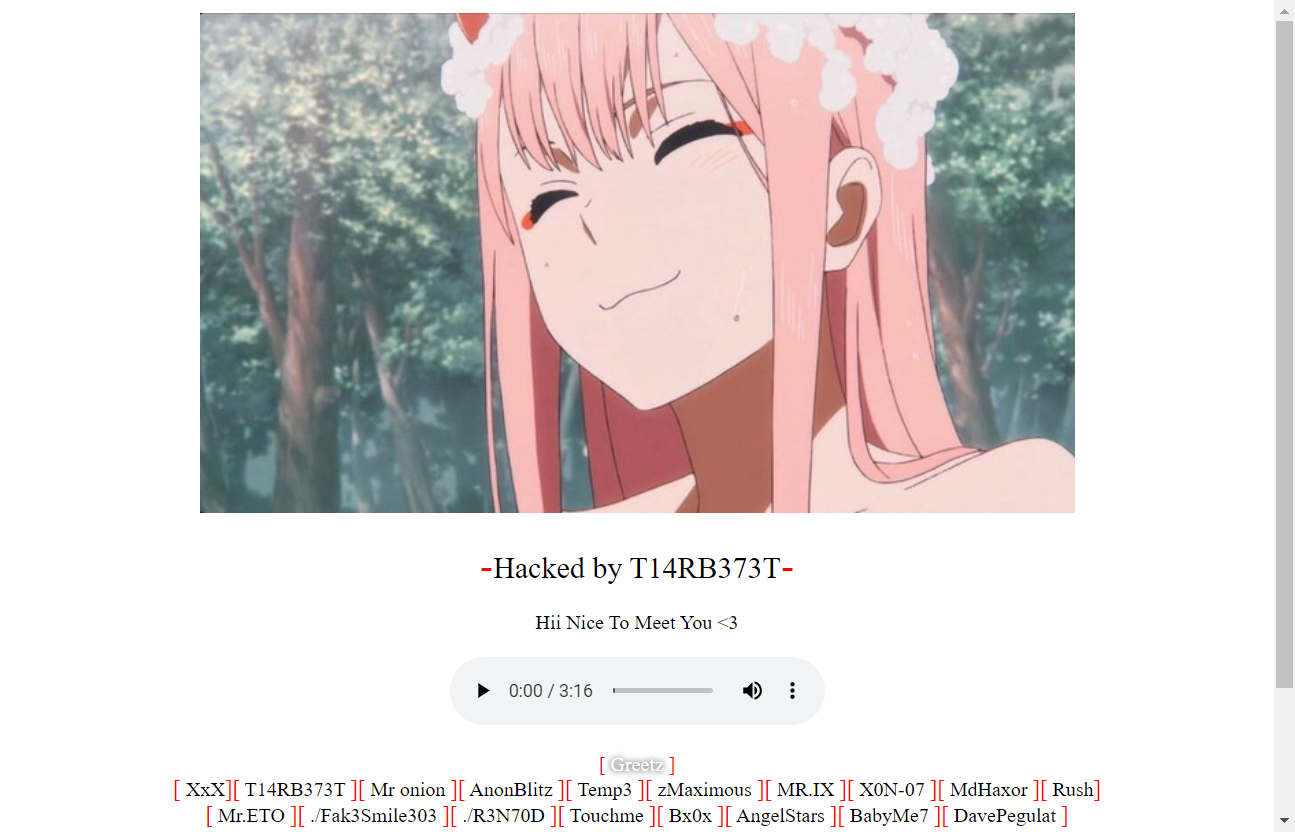 -Hacked by T14RB373T-
Hii Nice To Meet You <3
0:00 / 3:16
[ Greetz ]
[ XxX][ T14RB373T ][ Mr onion ][ AnonBlitz ][ Temp3 ][ zMaximous ][ MR.IX ][ X0N-07 ][ MdHaxor ][ Rush]
[ Mr.ETO ][ ./Fak3Smile303 ][ ./R3N70D ][ Touchme ][ Bx0x ][ AngelStars ][ BabyMe7 ][ DavePegulat ]